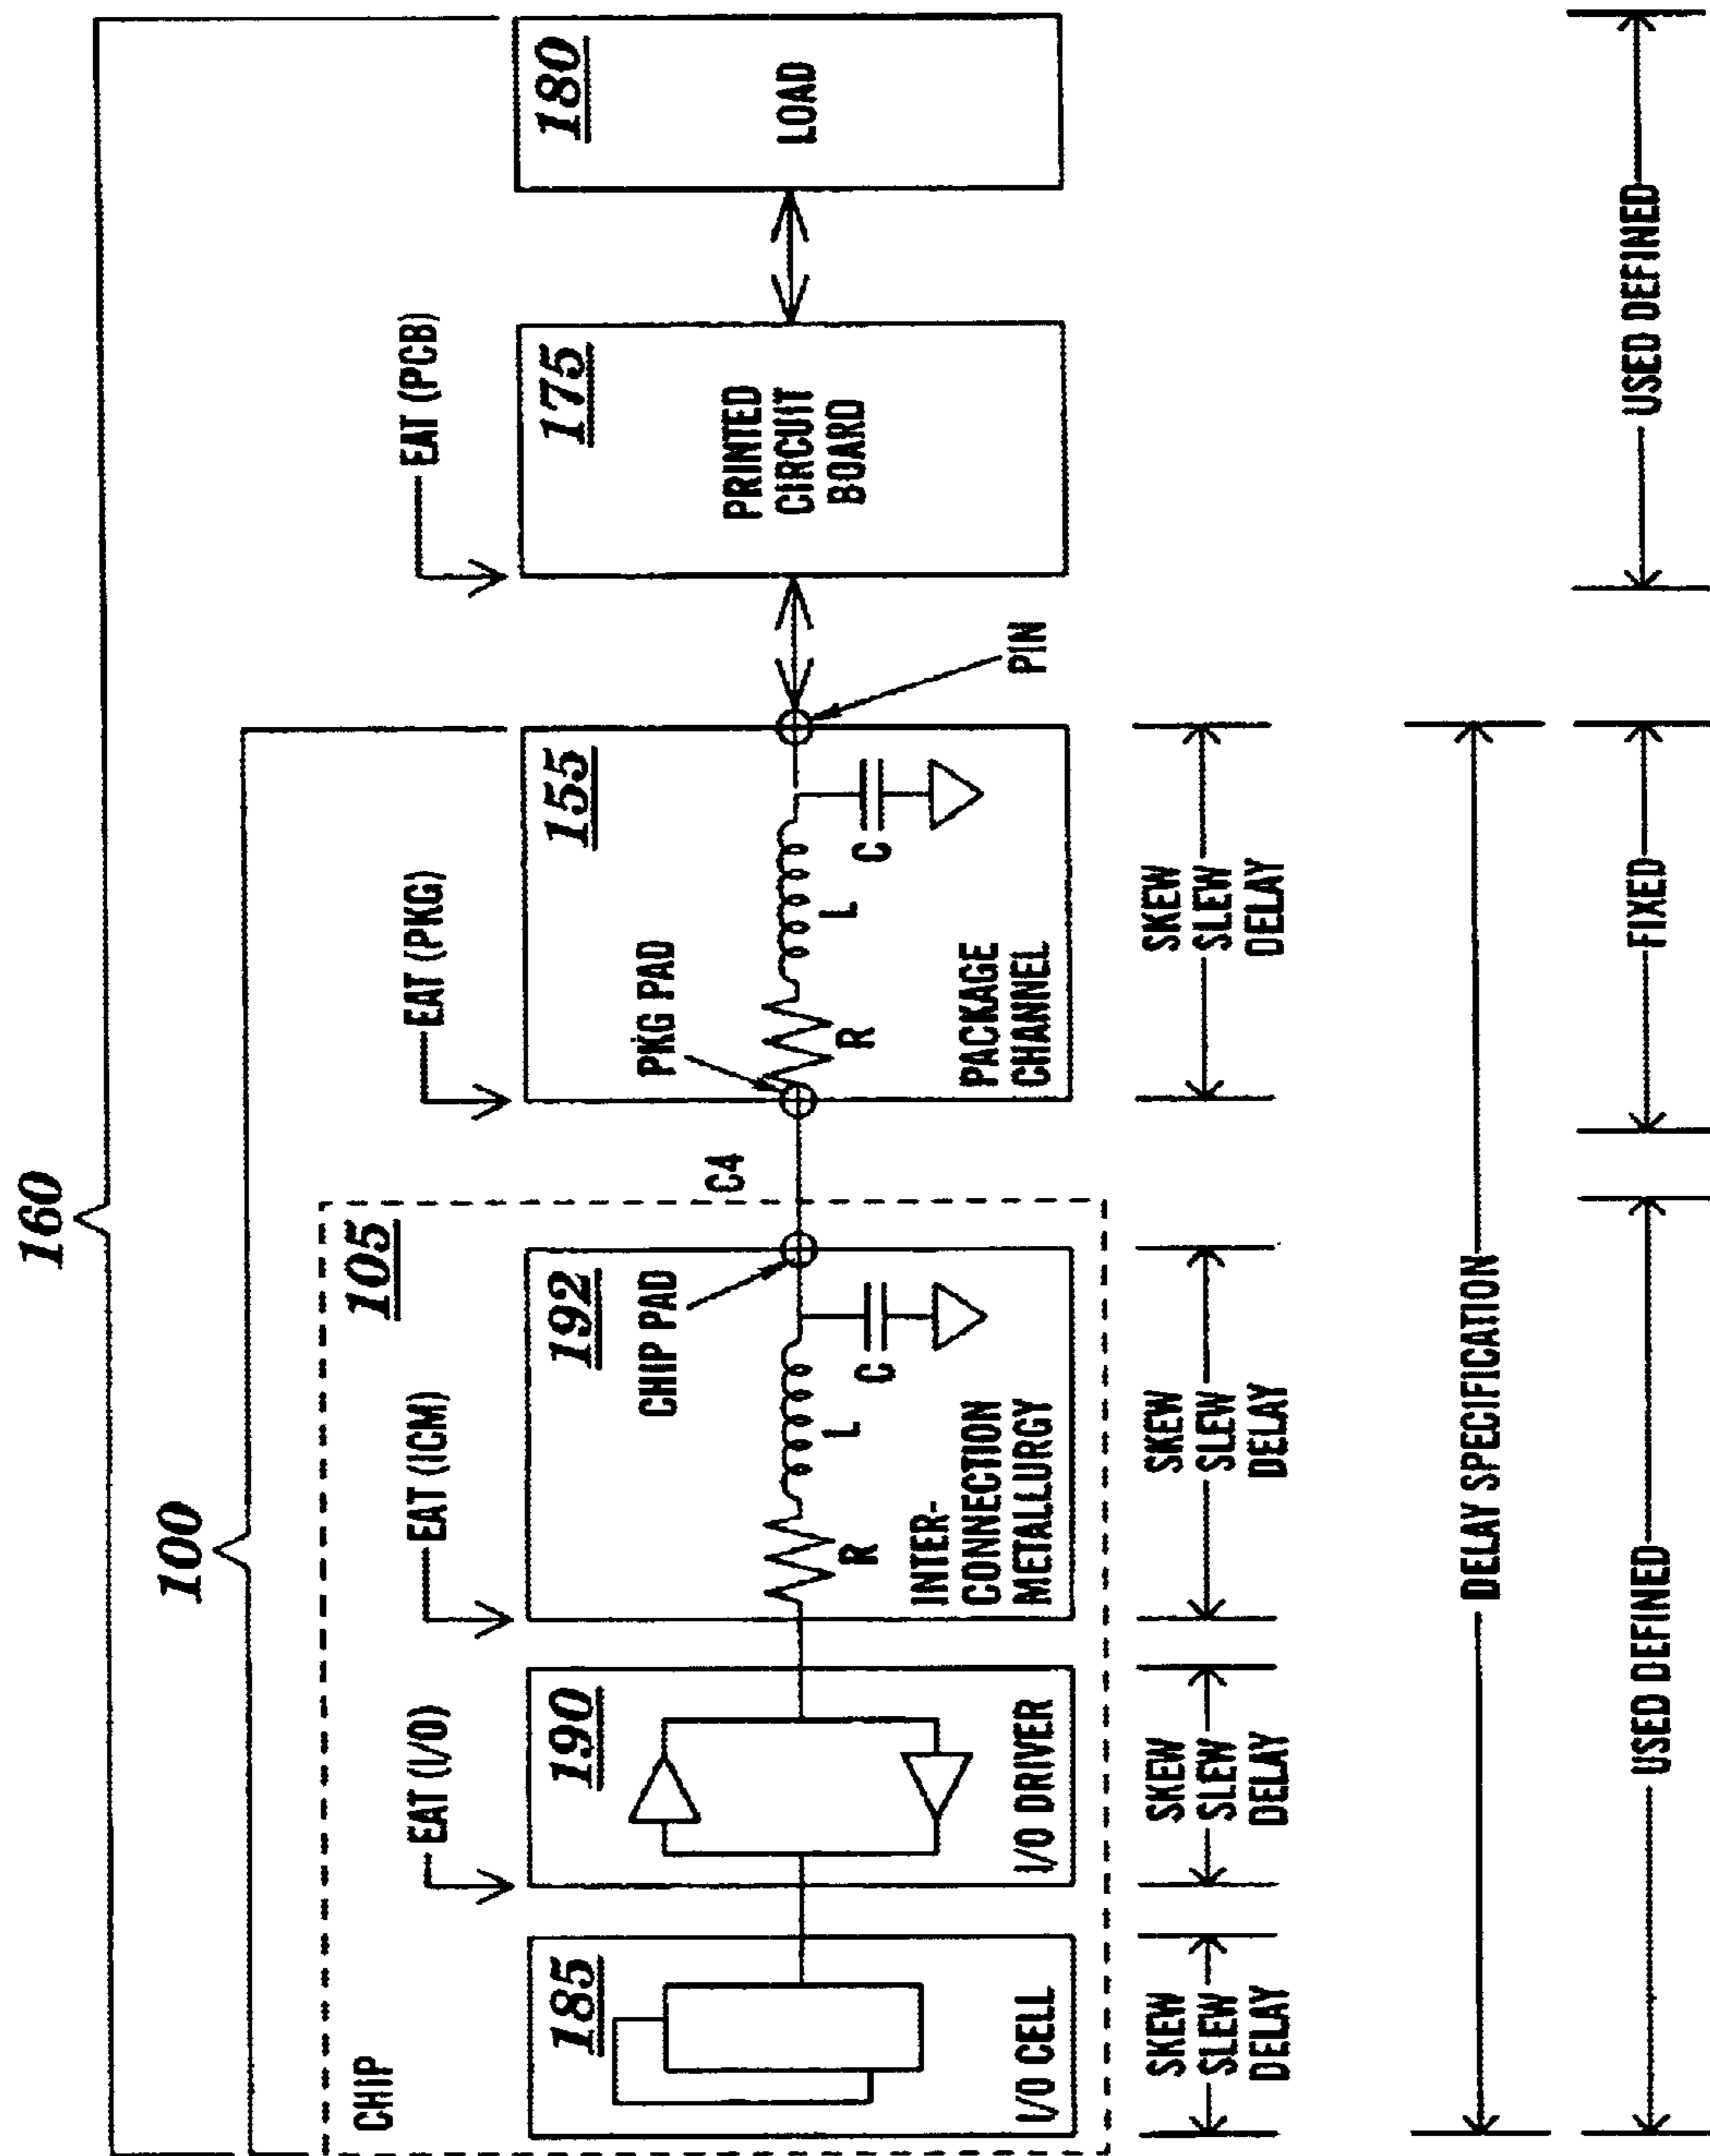 160
100
CHIP
105
EAT (I/O)
EAT (ICM)
EAT (PKG)
EAT (PCB)
185
I/O CELL
190
I/O DRIVER
192
CHIP PAD
R
L
C
INTER-
CONNECTION
METALLURGY
C4
155
PKG PAD
R
L
C
PACKAGE
CHANNEL
PIN
175
PRINTED
CIRCUIT
BOARD
180
LOAD
SKEW
SLEW
DELAY
SKEW
SLEW
DELAY
SKEW
SLEW
DELAY
SKEW
SLEW
DELAY
DELAY SPECIFICATION
USED DEFINED
FIXED
USED DEFINED